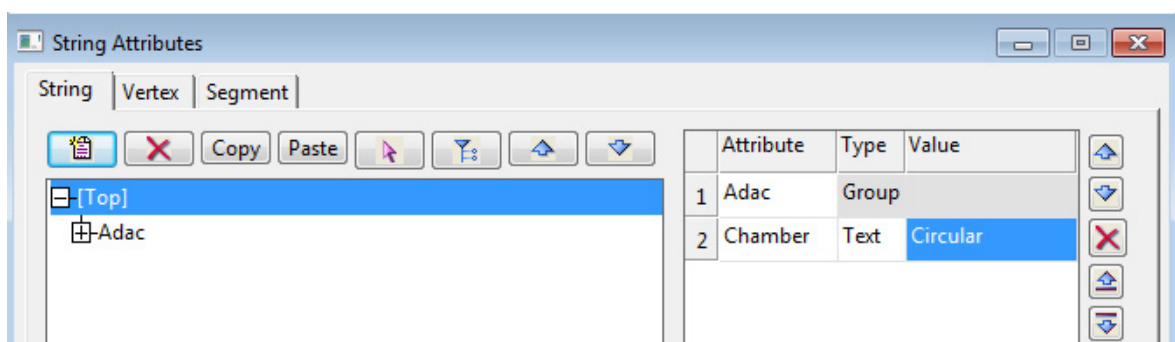 String Attributes
String Vertex Segment
Copy Paste
[Top]
Adac
Attribute Type Value
1 Adac Group
2 Chamber Text Circular